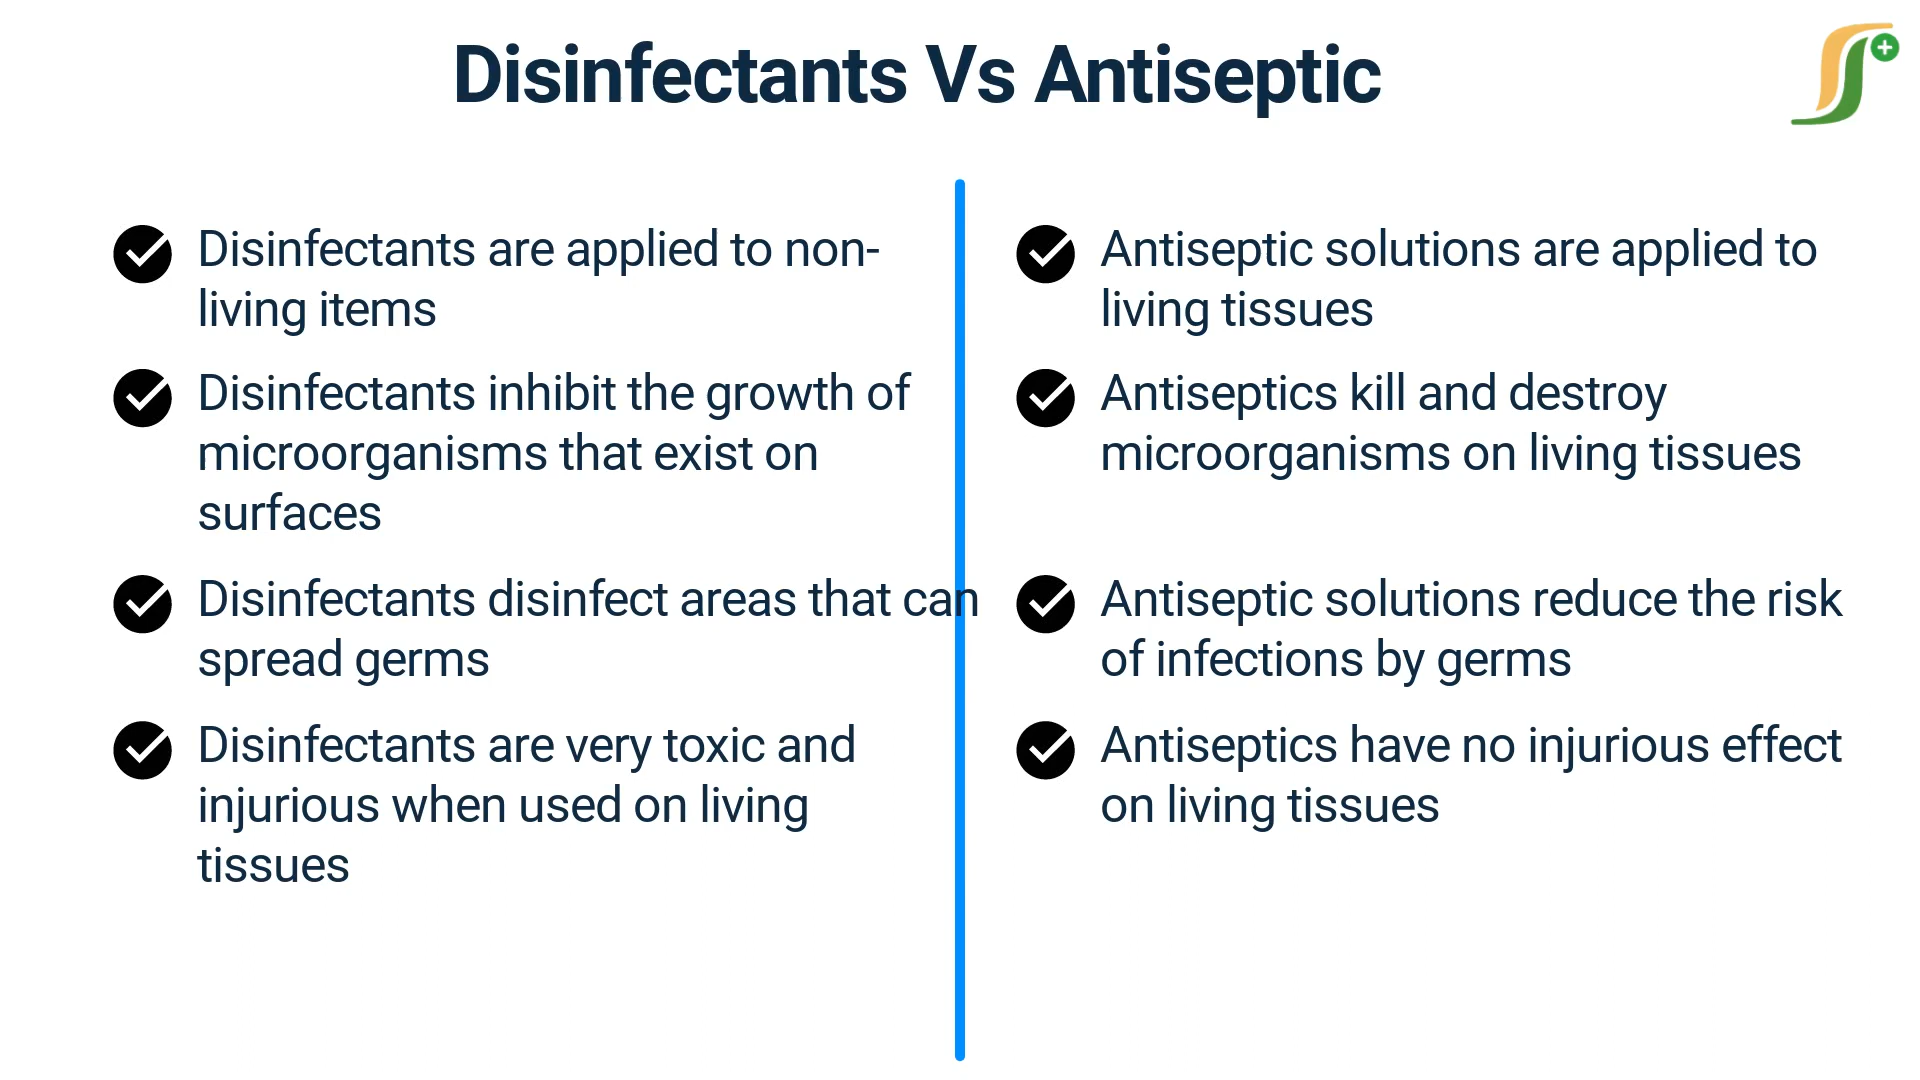 Disinfectants Vs Antiseptic
Disinfectants are applied to non-
living items
Disinfectants inhibit the growth of
microorganisms that exist on
surfaces
Disinfectants disinfect areas that can
spread germs
Disinfectants are very toxic and
injurious when used on living
tissues
Antiseptic solutions are applied to
living tissues
Antiseptics kill and destroy
microorganisms on living tissues
Antiseptic solutions reduce the risk
of infections by germs
Antiseptics have no injurious effect
on living tissues